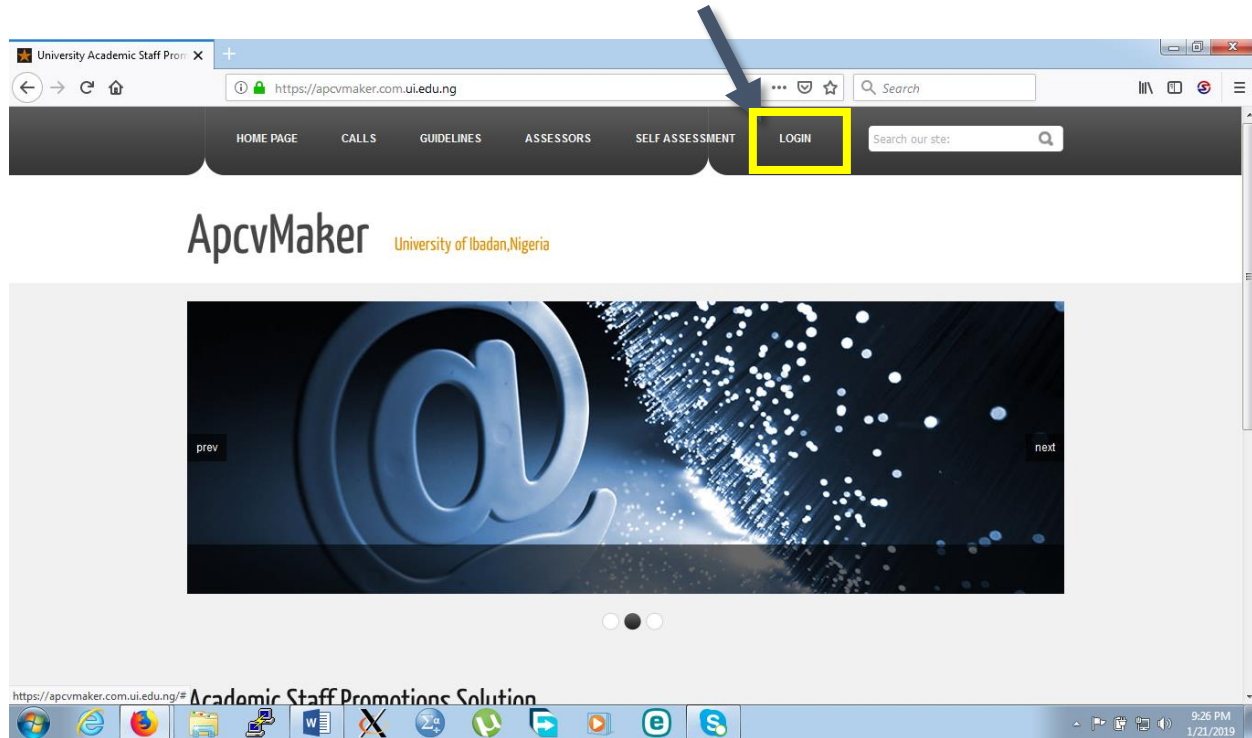 University Academic Staff Prom
https://apcvmaker.com.ui.edu.ng
Search
HOME PAGE CALLS GUIDELINES ASSESSORS SELF ASSESSMENT LOGIN Search our ste:
ApcvMaker University of Ibadan,Nigeria
prev next
https://apcvmaker.com.ui.edu.ng/#
Academic Staff Promotions Solution
9:26 PM
1/21/2019